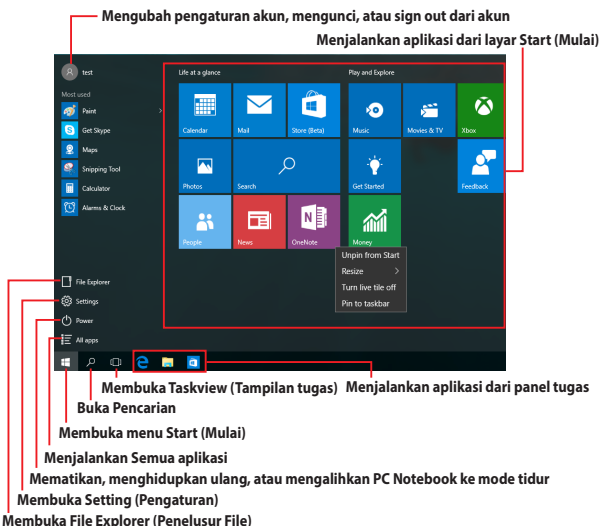 Mengubah pengaturan akun, mengunci, atau sign out dari akun
Menjalankan aplikasi dari layar Start (Mulai)
test
Life at a glance
Play and Explore
Most used
Paint
Get Skype
Maps
Snipping Tool
Calculator
Alarms & Clock
Calendar
Mail
Store (Beta)
Music
Movies & TV
Xbox
Photos
Search
Get Started
Feedback
People
News
OneNote
Money
Unpin from Start
Resize
Turn live tile off
Pin to taskbar
File Explorer
Settings
Power
All apps
Membuka Taskview (Tampilan tugas)
Menjalankan aplikasi dari panel tugas
Buka Pencarian
Membuka menu Start (Mulai)
Menjalankan Semua aplikasi
Mematikan, menghidupkan ulang, atau mengalihkan PC Notebook ke mode tidur
Membuka Setting (Pengaturan)
Membuka File Explorer (Penelusur File)